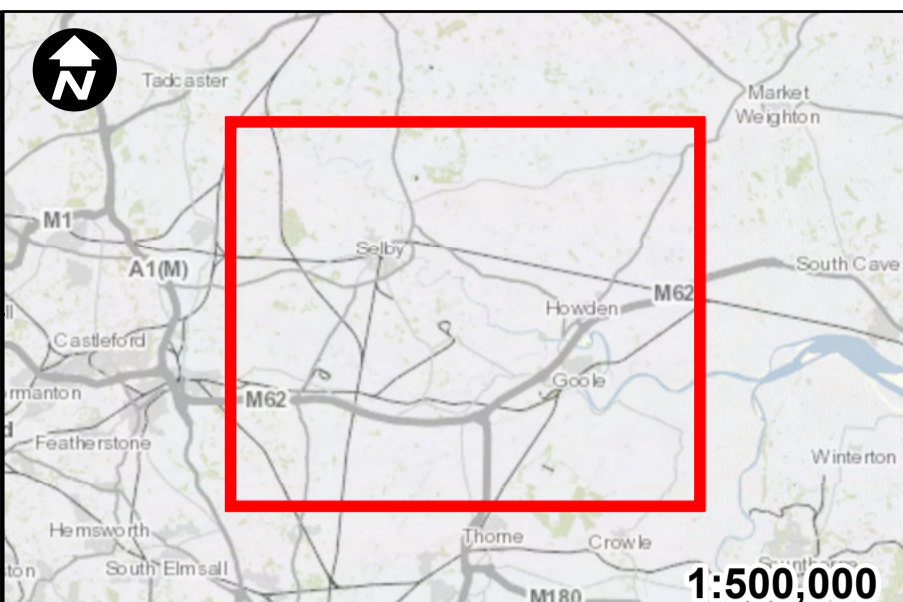 N
Tadcaster
Market
Weighton
M1
Selby
A1(M)
South Cave
M62
Howden
Castleford
Goole
rmanton
M62
Featherstone
Winterton
Hemsworth
Thorne
Crowle
South Elmsall
M180
1:500,000